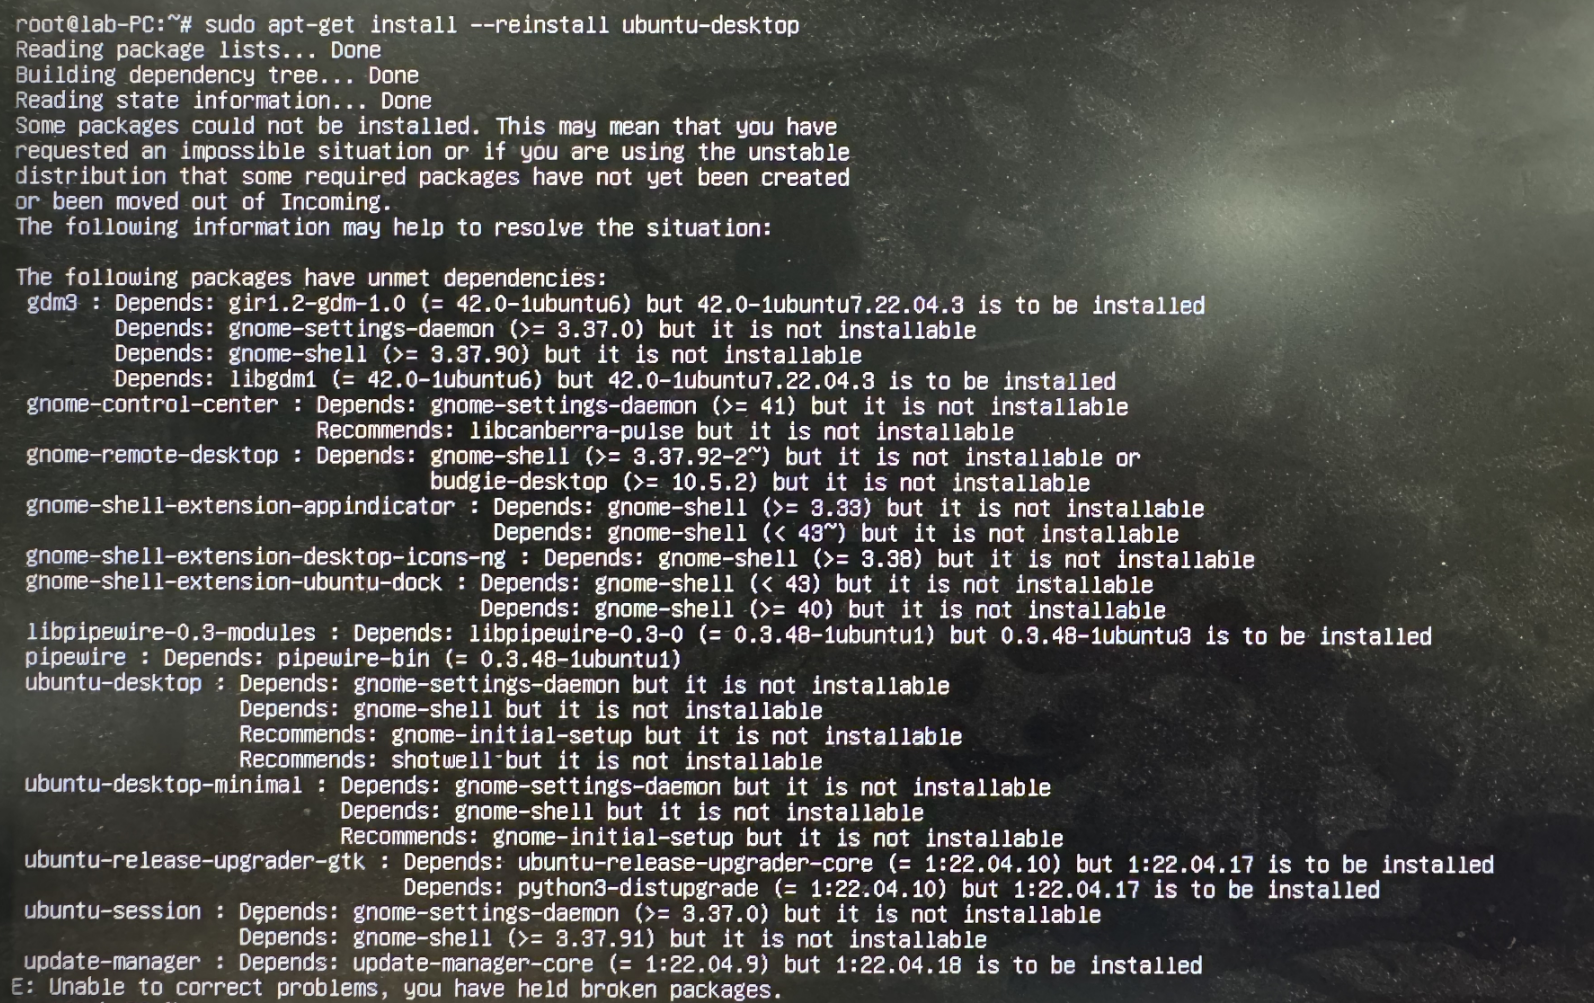 root@lab-PC:~# sudo apt-get install --reinstall ubuntu-desktop
Reading package lists... Done
Building dependency tree... Done
Reading state information... Done
Some packages could not be installed. This may mean that you have
requested an impossible situation or if you are using the unstable
distribution that some required packages have not yet been created
or been moved out of Incoming.
The following information may help to resolve the situation:

The following packages have unmet dependencies:
 gdm3 : Depends: gir1.2-gdm-1.0 (= 42.0-1ubuntu6) but 42.0-1ubuntu7.22.04.3 is to be installed
        Depends: gnome-settings-daemon (>= 3.37.0) but it is not installable
        Depends: gnome-shell (>= 3.37.90) but it is not installable
        Depends: libgdm1 (= 42.0-1ubuntu6) but 42.0-1ubuntu7.22.04.3 is to be installed
 gnome-control-center : Depends: gnome-settings-daemon (>= 41) but it is not installable
                        Recommends: libcanberra-pulse but it is not installable
 gnome-remote-desktop : Depends: gnome-shell (>= 3.37.92-2~) but it is not installable or
                                 budgie-desktop (>= 10.5.2) but it is not installable
 gnome-shell-extension-appindicator : Depends: gnome-shell (>= 3.33) but it is not installable
                                      Depends: gnome-shell (< 43~) but it is not installable
 gnome-shell-extension-desktop-icons-ng : Depends: gnome-shell (>= 3.38) but it is not installable
 gnome-shell-extension-ubuntu-dock : Depends: gnome-shell (< 43) but it is not installable
                                     Depends: gnome-shell (>= 40) but it is not installable
 libpipewire-0.3-modules : Depends: libpipewire-0.3-0 (= 0.3.48-1ubuntu1) but 0.3.48-1ubuntu3 is to be installed
 pipewire : Depends: pipewire-bin (= 0.3.48-1ubuntu1)
 ubuntu-desktop : Depends: gnome-settings-daemon but it is not installable
                  Depends: gnome-shell but it is not installable
                  Recommends: gnome-initial-setup but it is not installable
                  Recommends: shotwell but it is not installable
 ubuntu-desktop-minimal : Depends: gnome-settings-daemon but it is not installable
                          Depends: gnome-shell but it is not installable
                          Recommends: gnome-initial-setup but it is not installable
 ubuntu-release-upgrader-gtk : Depends: ubuntu-release-upgrader-core (= 1:22.04.10) but 1:22.04.17 is to be installed
                               Depends: python3-distupgrade (= 1:22.04.10) but 1:22.04.17 is to be installed
 ubuntu-session : Depends: gnome-settings-daemon (>= 3.37.0) but it is not installable
                  Depends: gnome-shell (>= 3.37.91) but it is not installable
 update-manager : Depends: update-manager-core (= 1:22.04.9) but 1:22.04.18 is to be installed
E: Unable to correct problems, you have held broken packages.